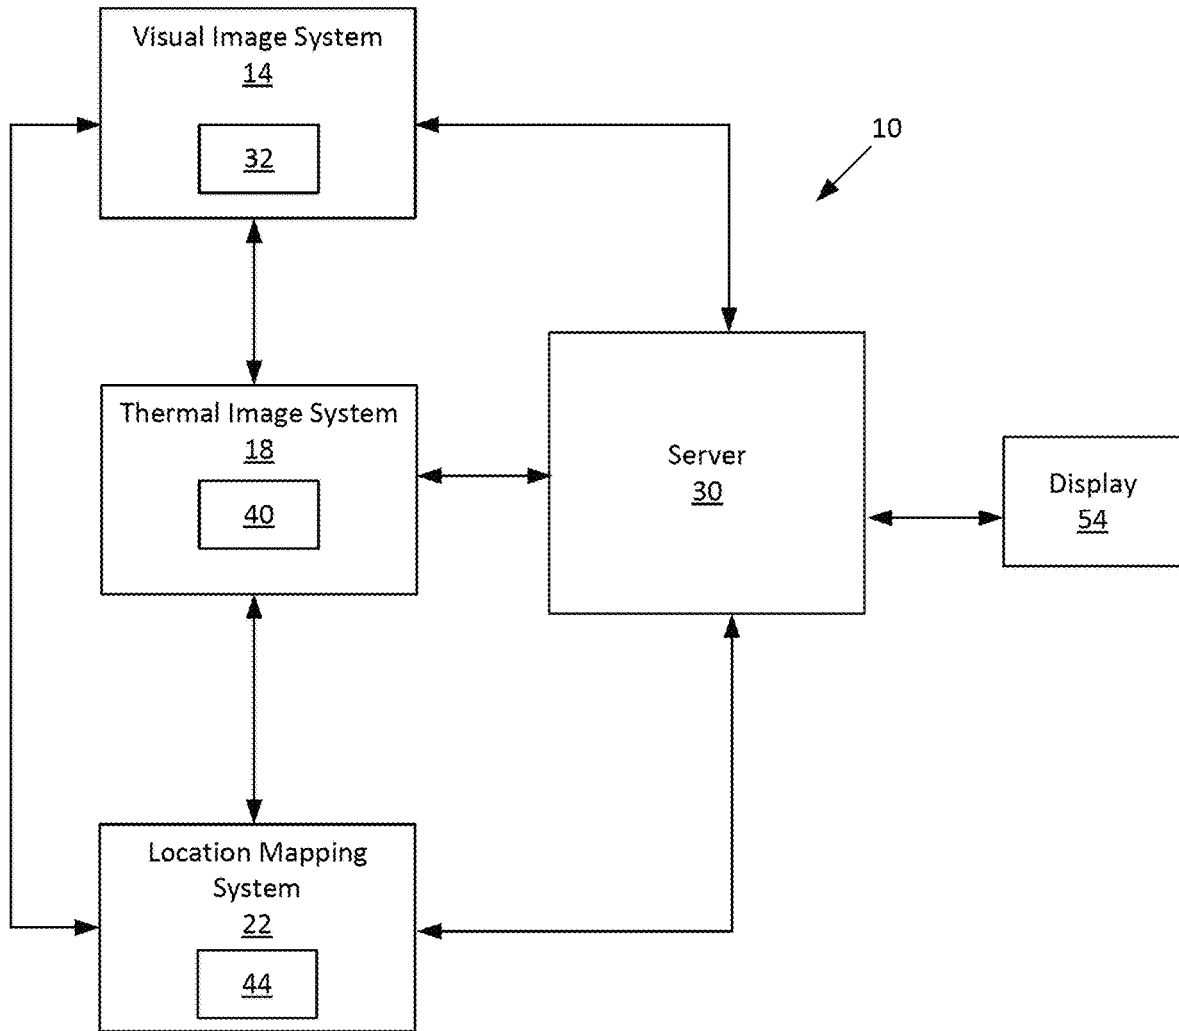 Visual Image System
14
32
10
Thermal Image System
18
40
Server
30
Display
54
Location Mapping
System
22
44